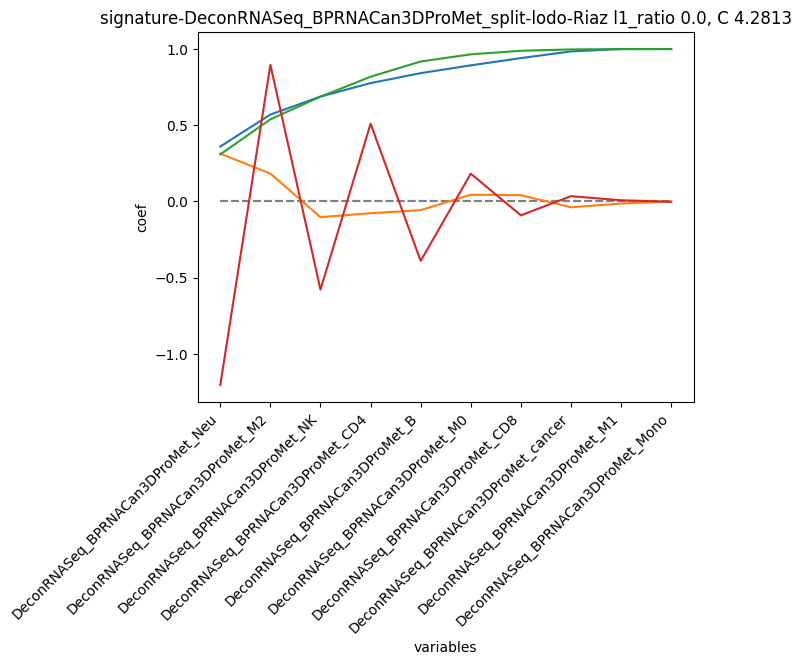 signature-DeconRNASeq_BPRNACan3DProMet_split-lodo-Riaz l1_ratio 0.0, C 4.2813
1.0
0.5
0.0
−0.5
−1.0
coef
DeconRNASeq_BPRNACan3DProMet_Neu
DeconRNASeq_BPRNACan3DProMet_M2
DeconRNASeq_BPRNACan3DProMet_NK
DeconRNASeq_BPRNACan3DProMet_CD4
DeconRNASeq_BPRNACan3DProMet_B
DeconRNASeq_BPRNACan3DProMet_M0
DeconRNASeq_BPRNACan3DProMet_CD8
DeconRNASeq_BPRNACan3DProMet_cancer
DeconRNASeq_BPRNACan3DProMet_M1
DeconRNASeq_BPRNACan3DProMet_Mono
variables